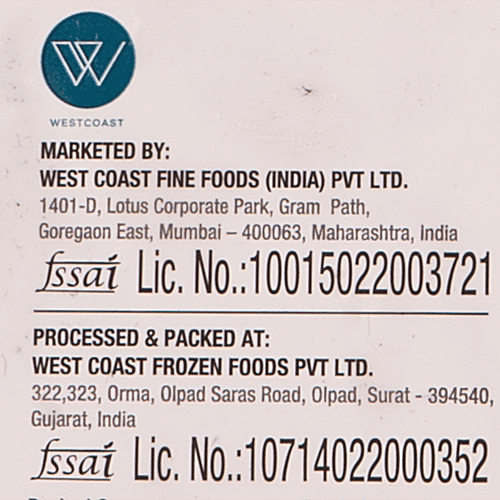 W
WESTCOAST
MARKETED BY:
WEST COAST FINE FOODS (INDIA) PVT LTD.
1401-D, Lotus Corporate Park, Gram Path,
Goregaon East, Mumbai – 400063, Maharashtra, India
fssai Lic. No.:10015022003721
PROCESSED & PACKED AT:
WEST COAST FROZEN FOODS PVT LTD.
322,323, Orma, Olpad Saras Road, Olpad, Surat - 394540,
Gujarat, India
fssai Lic. No.:10714022000352